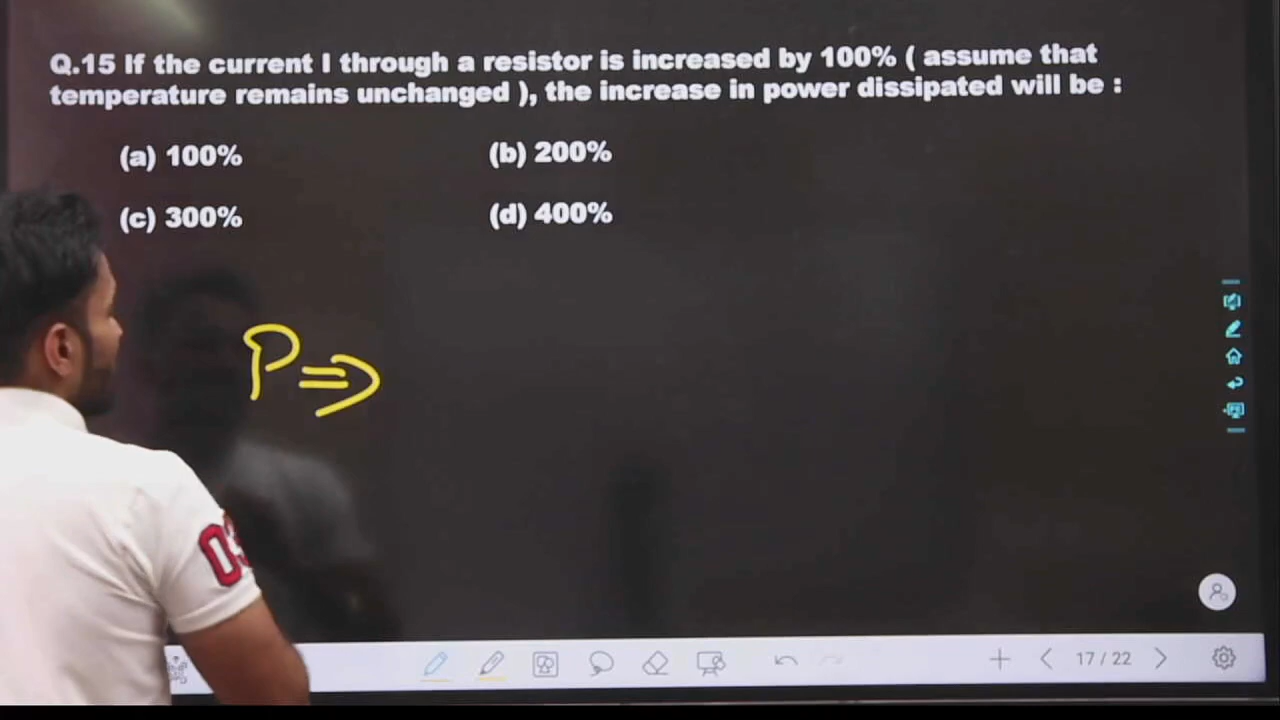 Q.15 If the current I through a resistor is increased by 100% ( assume that
temperature remains unchanged ), the increase in power dissipated will be :
(a) 100% (b) 200%
(c) 300% (d) 400%
P ⇒
03
17 / 22